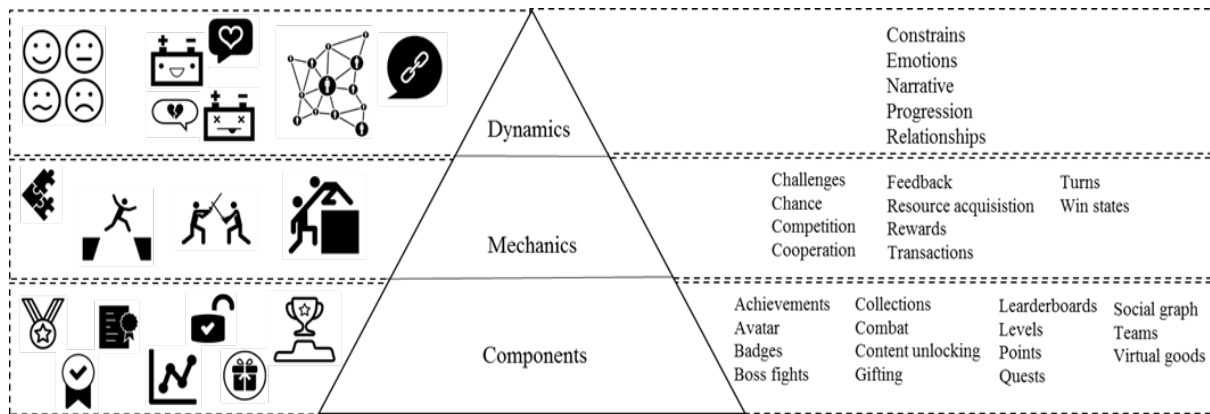 Dynamics
Constrains
Emotions
Narrative
Progression
Relationships
Mechanics
Challenges
Chance
Competition
Cooperation
Feedback
Resource acquisistion
Rewards
Transactions
Turns
Win states
Components
Achievements
Avatar
Badges
Boss fights
Collections
Combat
Content unlocking
Gifting
Learderboards
Levels
Points
Quests
Social graph
Teams
Virtual goods